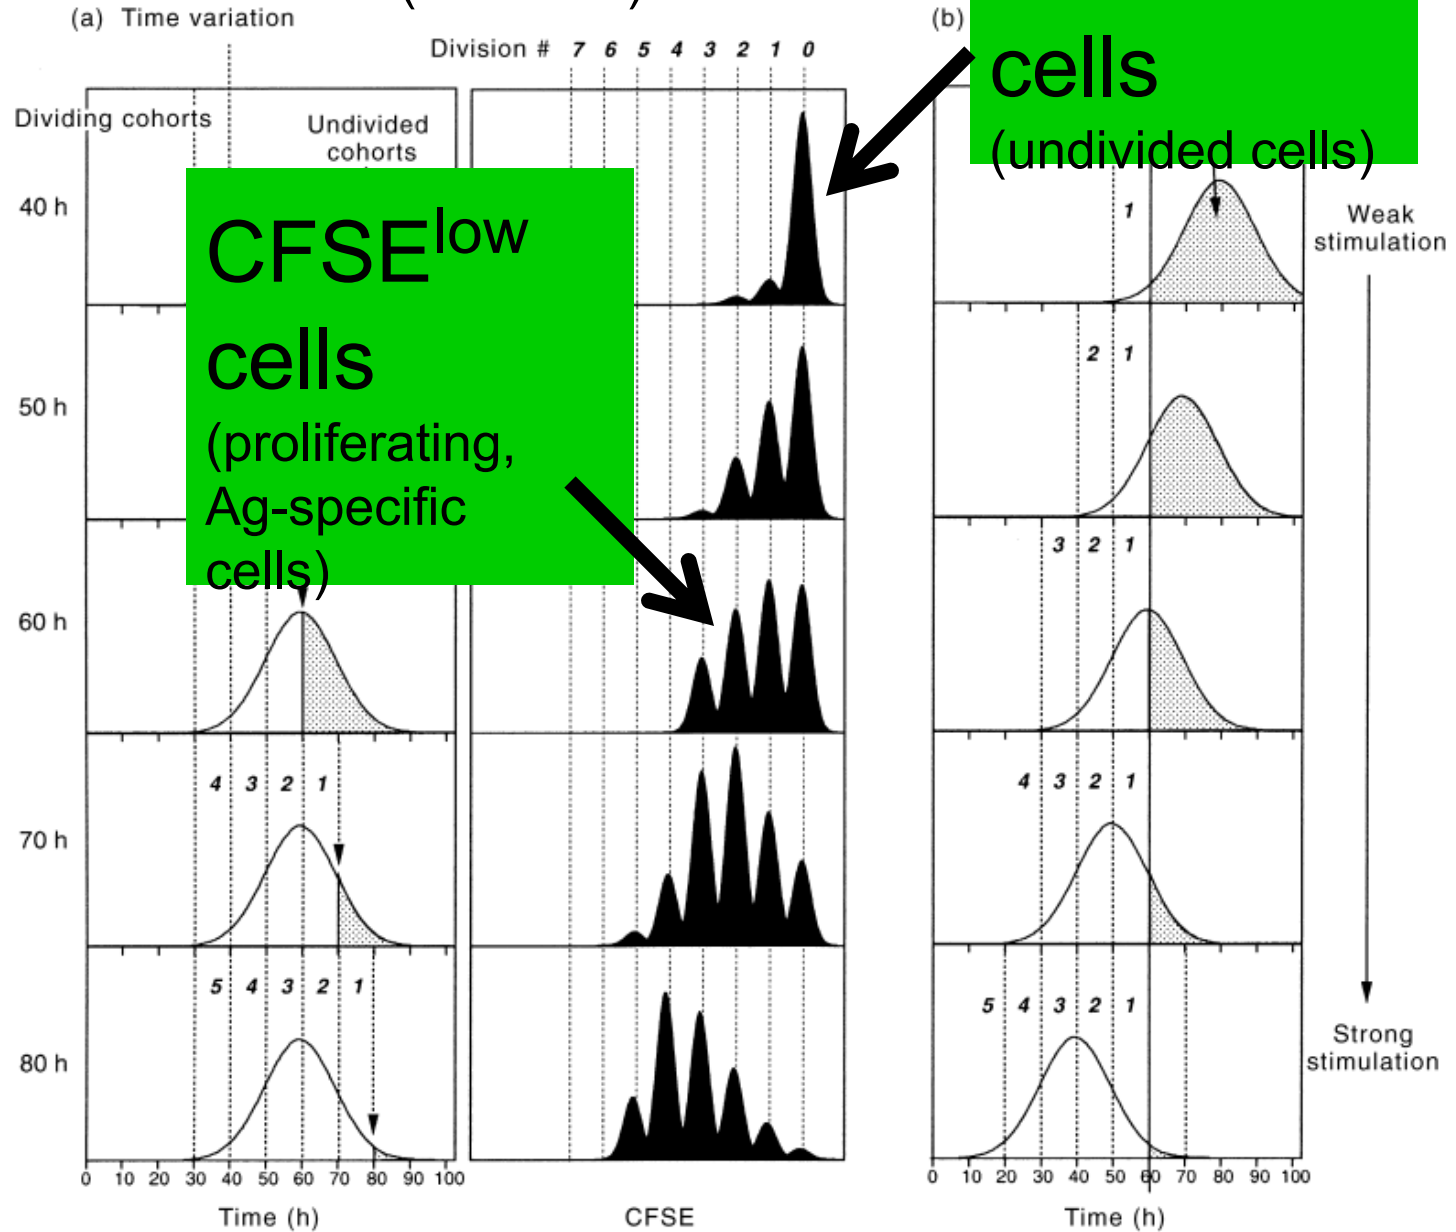 (a) Time variation
Division # 7 6 5 4 3 2 1 0
(b)
cells
(undivided cells)
Dividing cohorts
Undivided
cohorts
CFSElow
cells
(proliferating,
Ag-specific
cells)
40 h
50 h
60 h
70 h
4 3 2 1
80 h
5 4 3 2 1
0 10 20 30 40 50 60 70 80 90 100
Time (h)
CFSE
1
2 1
3 2 1
4 3 2 1
5 4 3 2 1
0 10 20 30 40 50 60 70 80 90 100
Time (h)
Weak
stimulation
Strong
stimulation